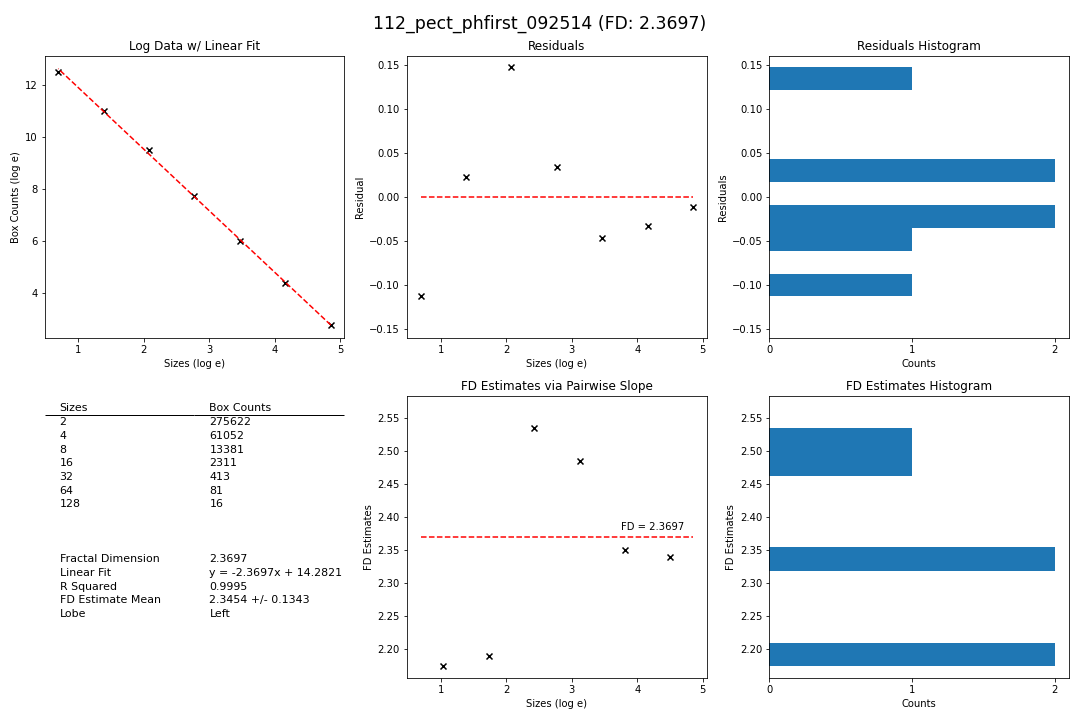 112_pect_phfirst_092514 (FD: 2.3697)
Log Data w/ Linear Fit
Box Counts (log e)
12
10
8
6
4
1 2 3 4 5
Sizes (log e)
Residuals
Residual
0.15
0.10
0.05
0.00
−0.05
−0.10
−0.15
1 2 3 4 5
Sizes (log e)
Residuals Histogram
Residuals
0.15
0.10
0.05
0.00
−0.05
−0.10
−0.15
0 1 2
Counts
Sizes Box Counts
2 275622
4 61052
8 13381
16 2311
32 413
64 81
128 16
Fractal Dimension 2.3697
Linear Fit y = -2.3697x + 14.2821
R Squared 0.9995
FD Estimate Mean 2.3454 +/- 0.1343
Lobe Left
FD Estimates via Pairwise Slope
FD Estimates
2.55
2.50
2.45
2.40
2.35
2.30
2.25
2.20
FD = 2.3697
1 2 3 4 5
Sizes (log e)
FD Estimates Histogram
FD Estimates
2.55
2.50
2.45
2.40
2.35
2.30
2.25
2.20
0 1 2
Counts